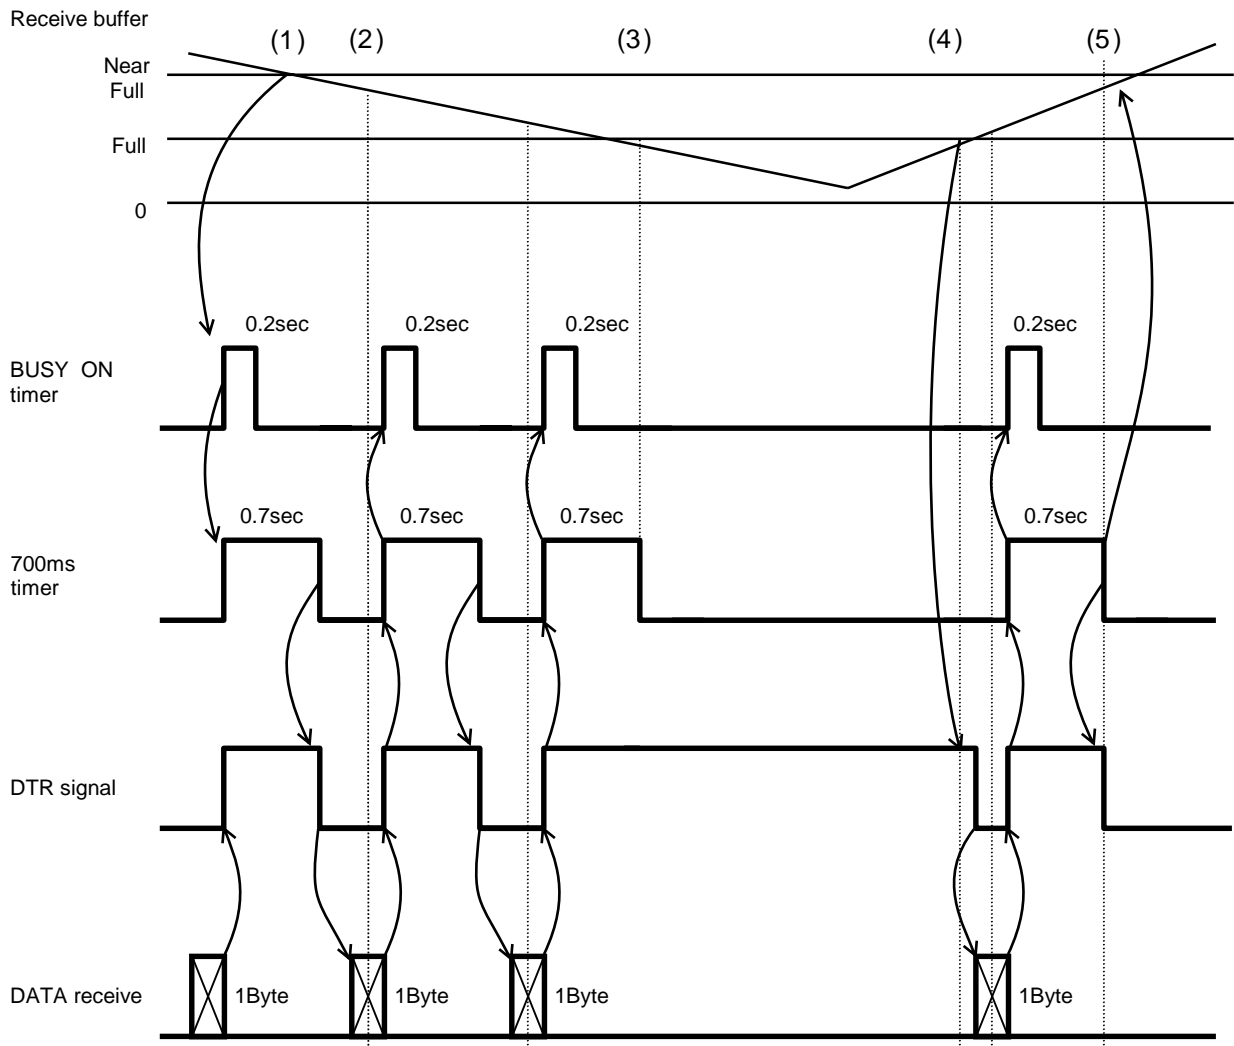 Receive buffer
(1) (2) (3) (4) (5)
Near
Full
Full
0
0.2sec 0.2sec 0.2sec 0.2sec
BUSY ON
timer
0.7sec 0.7sec 0.7sec 0.7sec
700ms
timer
DTR signal
DATA receive 1Byte 1Byte 1Byte 1Byte